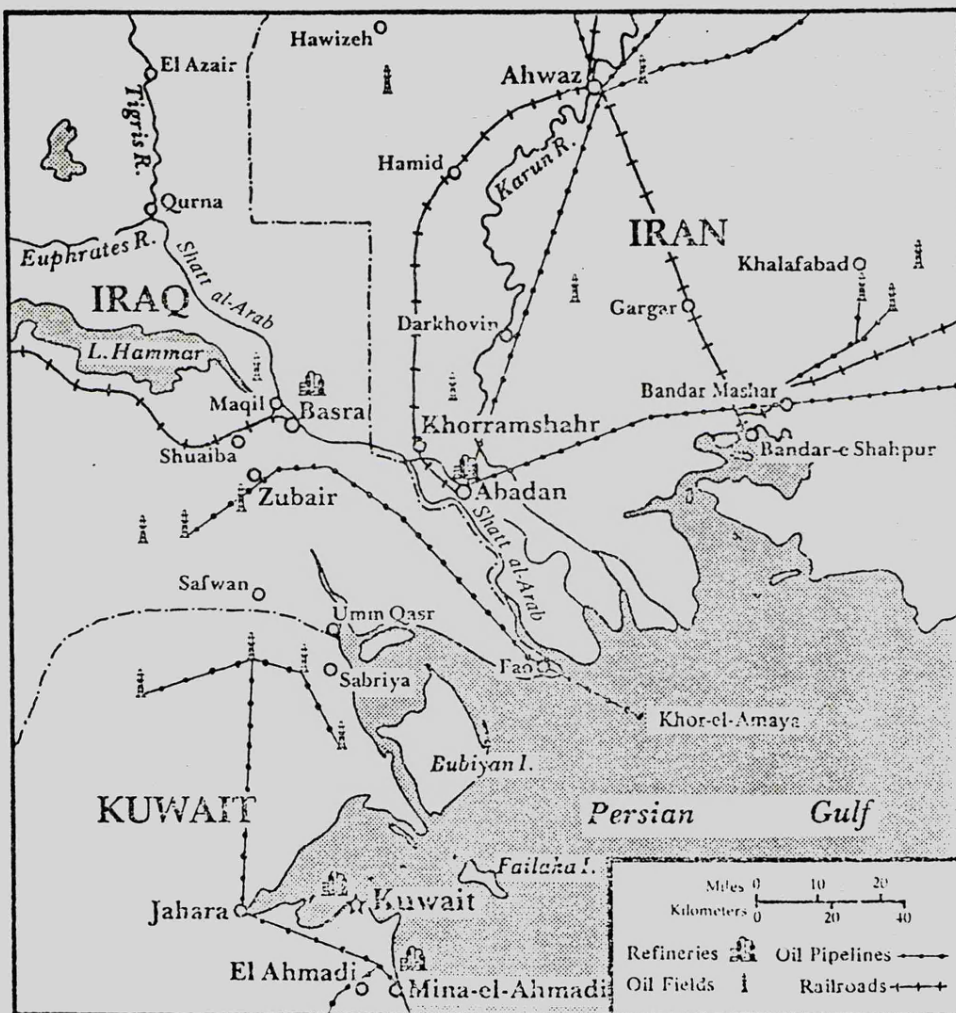 Hawizeh
El Azair
Ahwaz
Tigris R.
Hamid
Karun R.
Qurna
IRAN
Euphrates R.
Shatt
al-Arab
Khalafabad
IRAQ
Gargar
Darkhovin
L. Hammar
Bandar Mashar
Maqil
Basra
Khorramshahr
Shuaiba
Bandar-e Shahpur
Zubair
Abadan
Shatt
al-Arab
Safwan
Umm Qasr
Fao
Sabriya
Khor-el-Amaya
Bubiyan I.
KUWAIT
Persian Gulf
Failaka I.
Jahara
Kuwait
El Ahmadi
Mina-el-Ahmadi
Miles 0 10 20
Kilometers 0 20 40
Refineries Oil Pipelines
Oil Fields Railroads